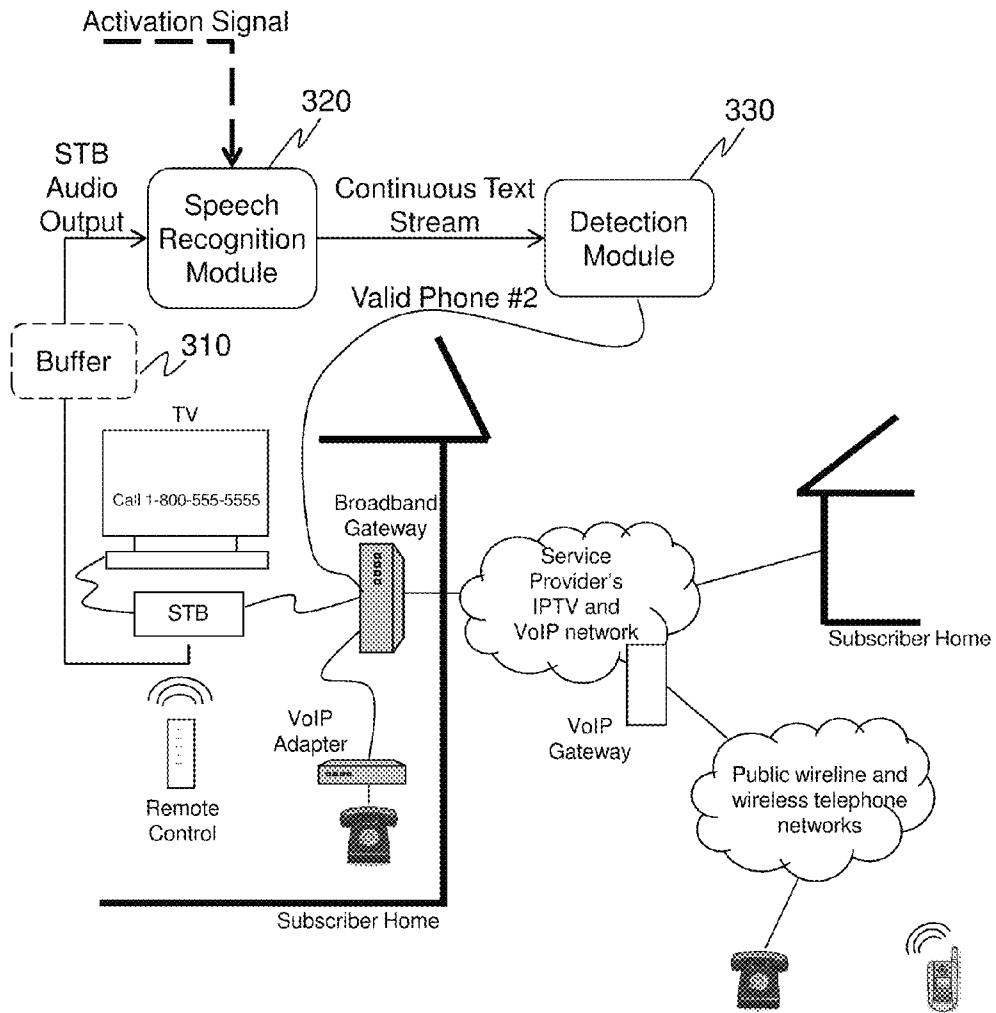 Activation Signal
320
330
STB
Audio
Output
Speech
Recognition
Module
Continuous Text
Stream
Detection
Module
Valid Phone #2
Buffer
310
TV
Call 1-800-555-5555
Broadband
Gateway
STB
Service
Provider's
IPTV and
VoIP network
Subscriber Home
VoIP
Adapter
VoIP
Gateway
Remote
Control
Public wireline and
wireless telephone
networks
Subscriber Home